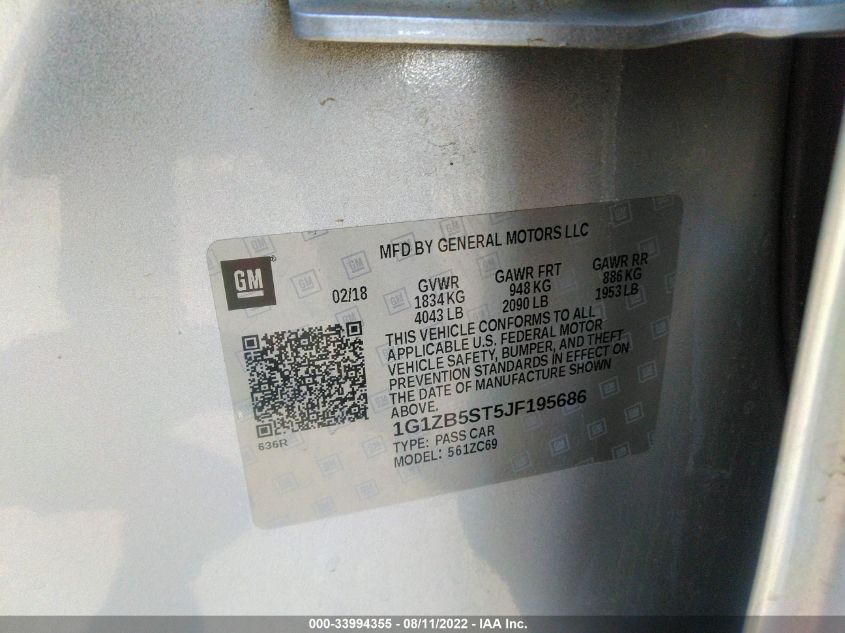 MFD BY GENERAL MOTORS LLC
GM
®
02/18
GVWR
1834 KG
4043 LB
GAWR FRT
948 KG
2090 LB
GAWR RR
886 KG
1953 LB
THIS VEHICLE CONFORMS TO ALL
APPLICABLE U.S. FEDERAL MOTOR
VEHICLE SAFETY, BUMPER, AND THEFT
PREVENTION STANDARDS IN EFFECT ON
THE DATE OF MANUFACTURE SHOWN
ABOVE.
1G1ZB5ST5JF195686
TYPE: PASS CAR
MODEL: 561ZC69
636R
000-33994355 - 08/11/2022 - IAA Inc.